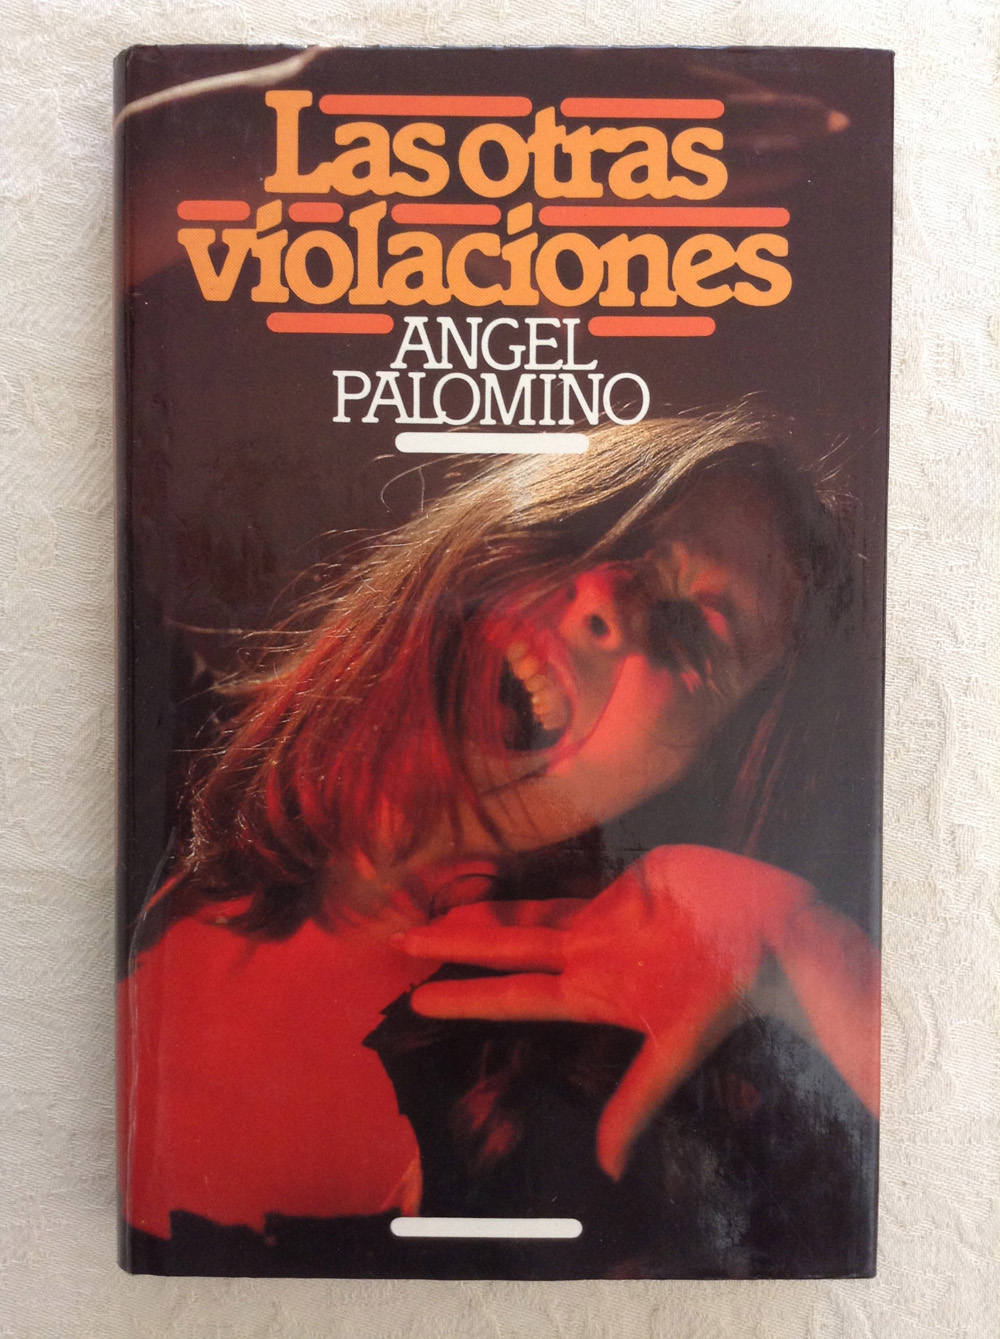 Las otras
violaciones
ANGEL
PALOMINO